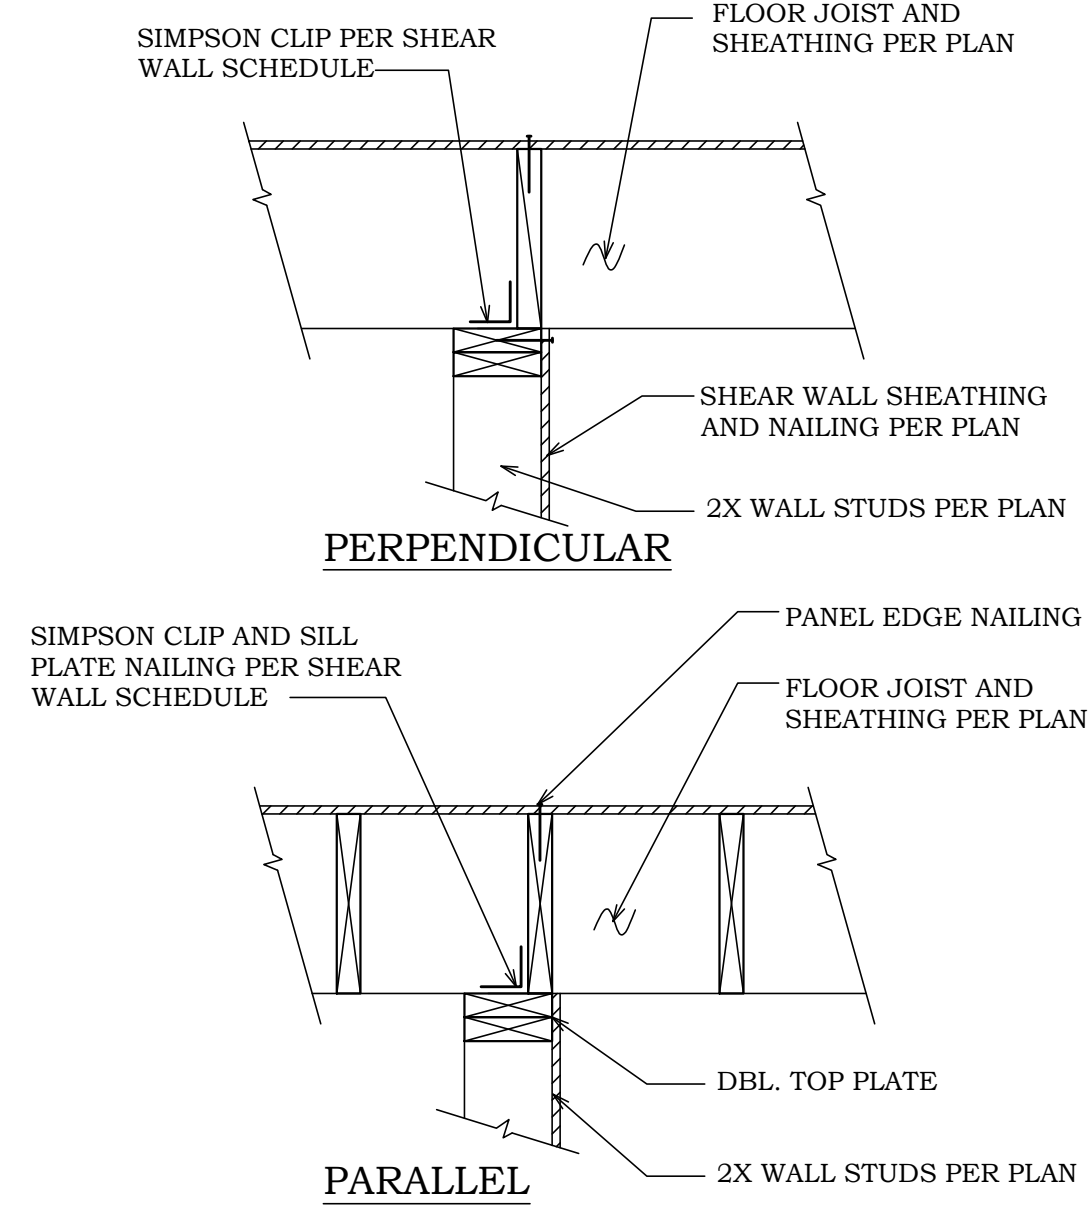 FLOOR JOIST AND
SHEATHING PER PLAN
SIMPSON CLIP PER SHEAR
WALL SCHEDULE
SHEAR WALL SHEATHING
AND NAILING PER PLAN
2X WALL STUDS PER PLAN
PERPENDICULAR
PANEL EDGE NAILING
SIMPSON CLIP AND SILL
PLATE NAILING PER SHEAR
WALL SCHEDULE
FLOOR JOIST AND
SHEATHING PER PLAN
DBL. TOP PLATE
2X WALL STUDS PER PLAN
PARALLEL